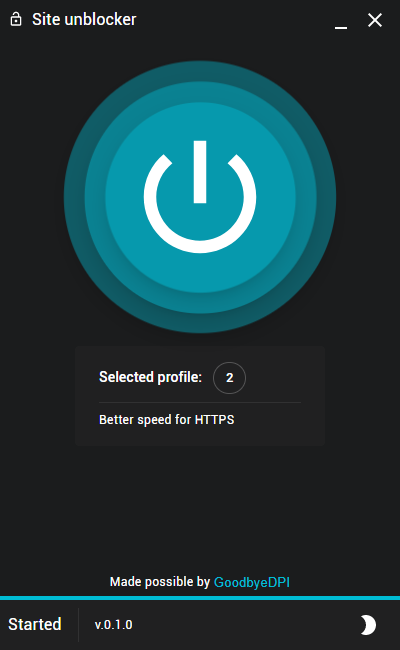 Site unblocker
Selected profile: 2
Better speed for HTTPS
Made possible by GoodbyeDPI
Started v.0.1.0